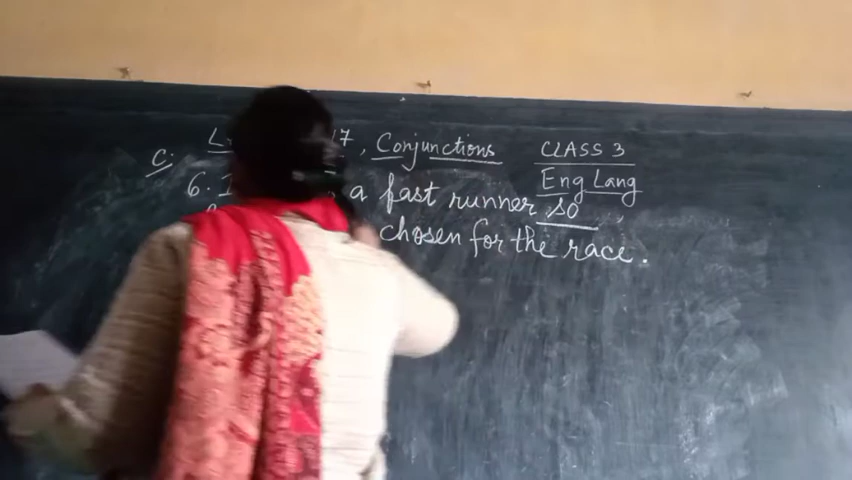 17, Conjunctions CLASS 3
C. Eng Lang
6. a fast runner so,
chosen for the race.